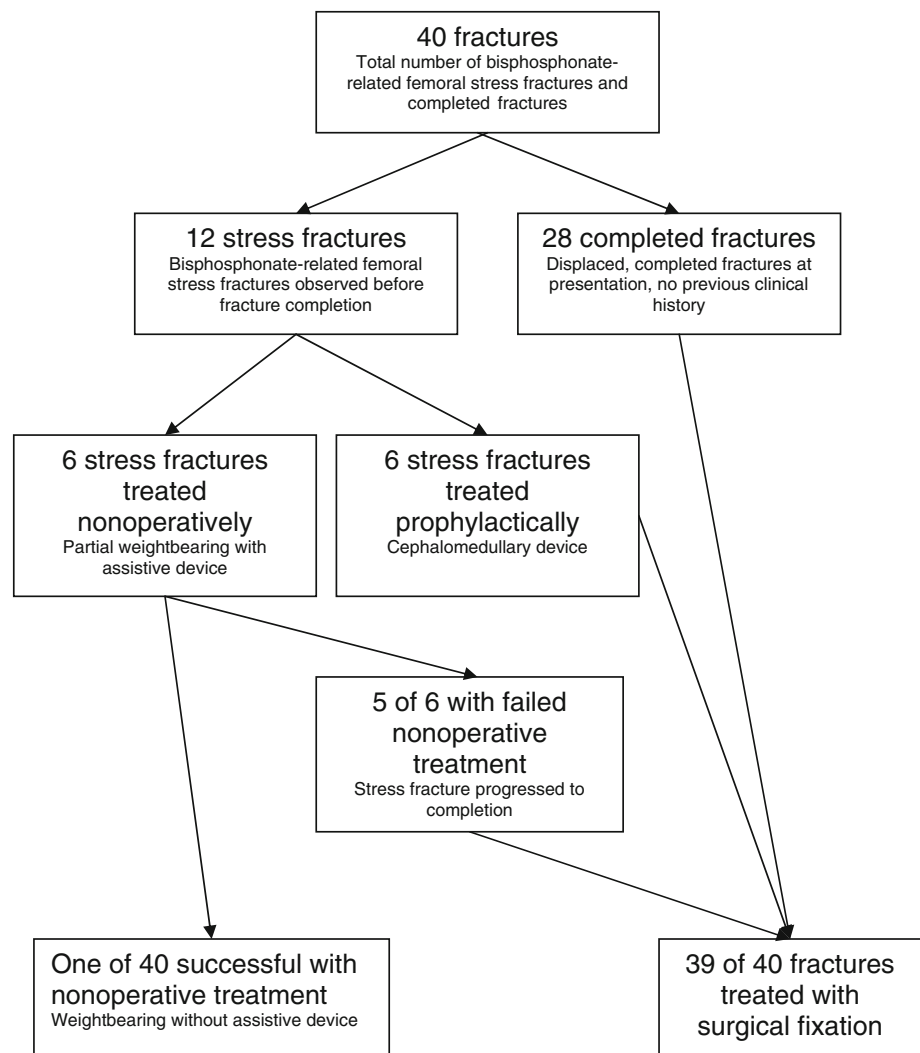 40 fractures
Total number of bisphosphonate-
related femoral stress fractures and
completed fractures
12 stress fractures
Bisphosphonate-related femoral
stress fractures observed before
fracture completion
28 completed fractures
Displaced, completed fractures at
presentation, no previous clinical
history
6 stress fractures
treated
nonoperatively
Partial weightbearing with
assistive device
6 stress fractures
treated
prophylactically
Cephalomedullary device
5 of 6 with failed
nonoperative
treatment
Stress fracture progressed to
completion
One of 40 successful with
nonoperative treatment
Weightbearing without assistive device
39 of 40 fractures
treated with
surgical fixation